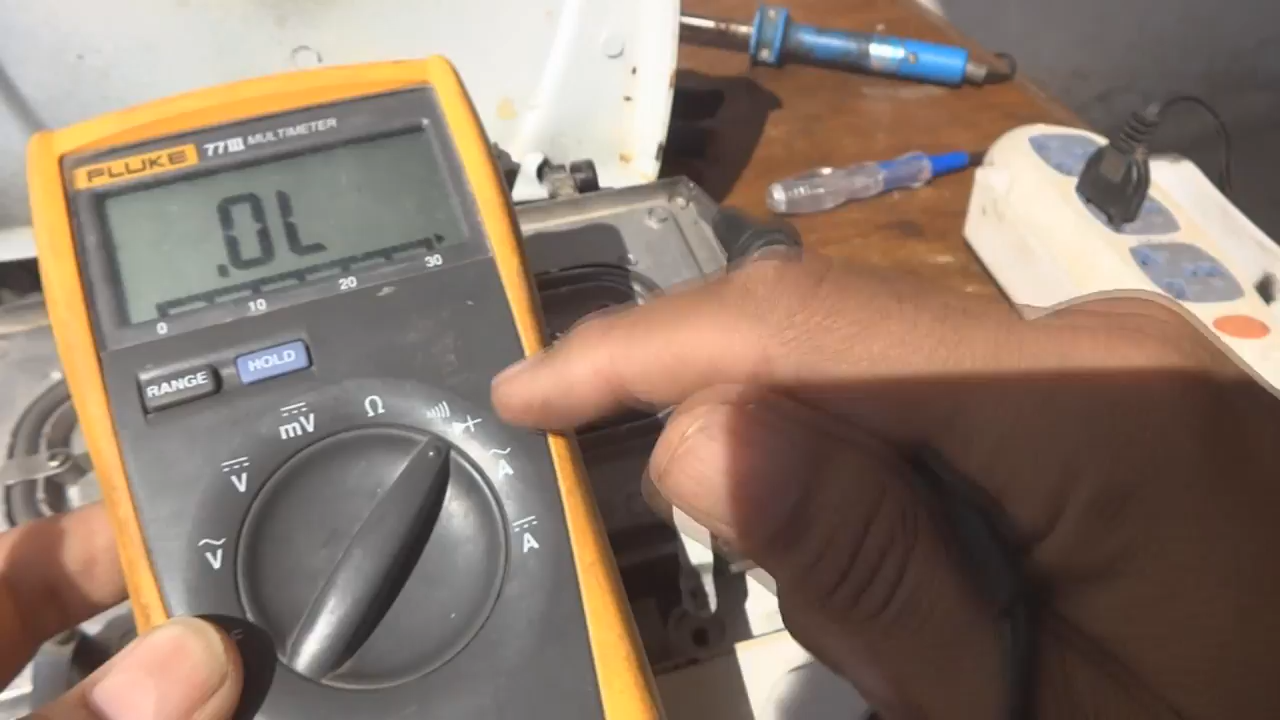 FLUKE 77III MULTIMETER
.0L
0 10 20 30
RANGE HOLD
mV Ω
V
A
V
A